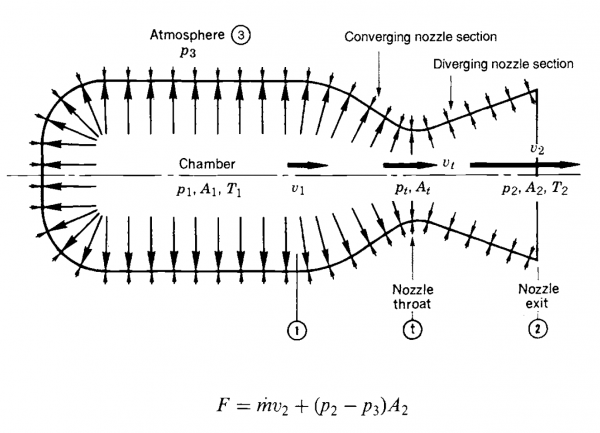 Atmosphere ③
p₃
Converging nozzle section
Diverging nozzle section
Chamber
p₁, A₁, T₁
v₁
vₜ
pₜ, Aₜ
v₂
p₂, A₂, T₂
Nozzle
throat
Nozzle
exit
①
ⓣ
②
F = ṁv₂ + (p₂ − p₃)A₂